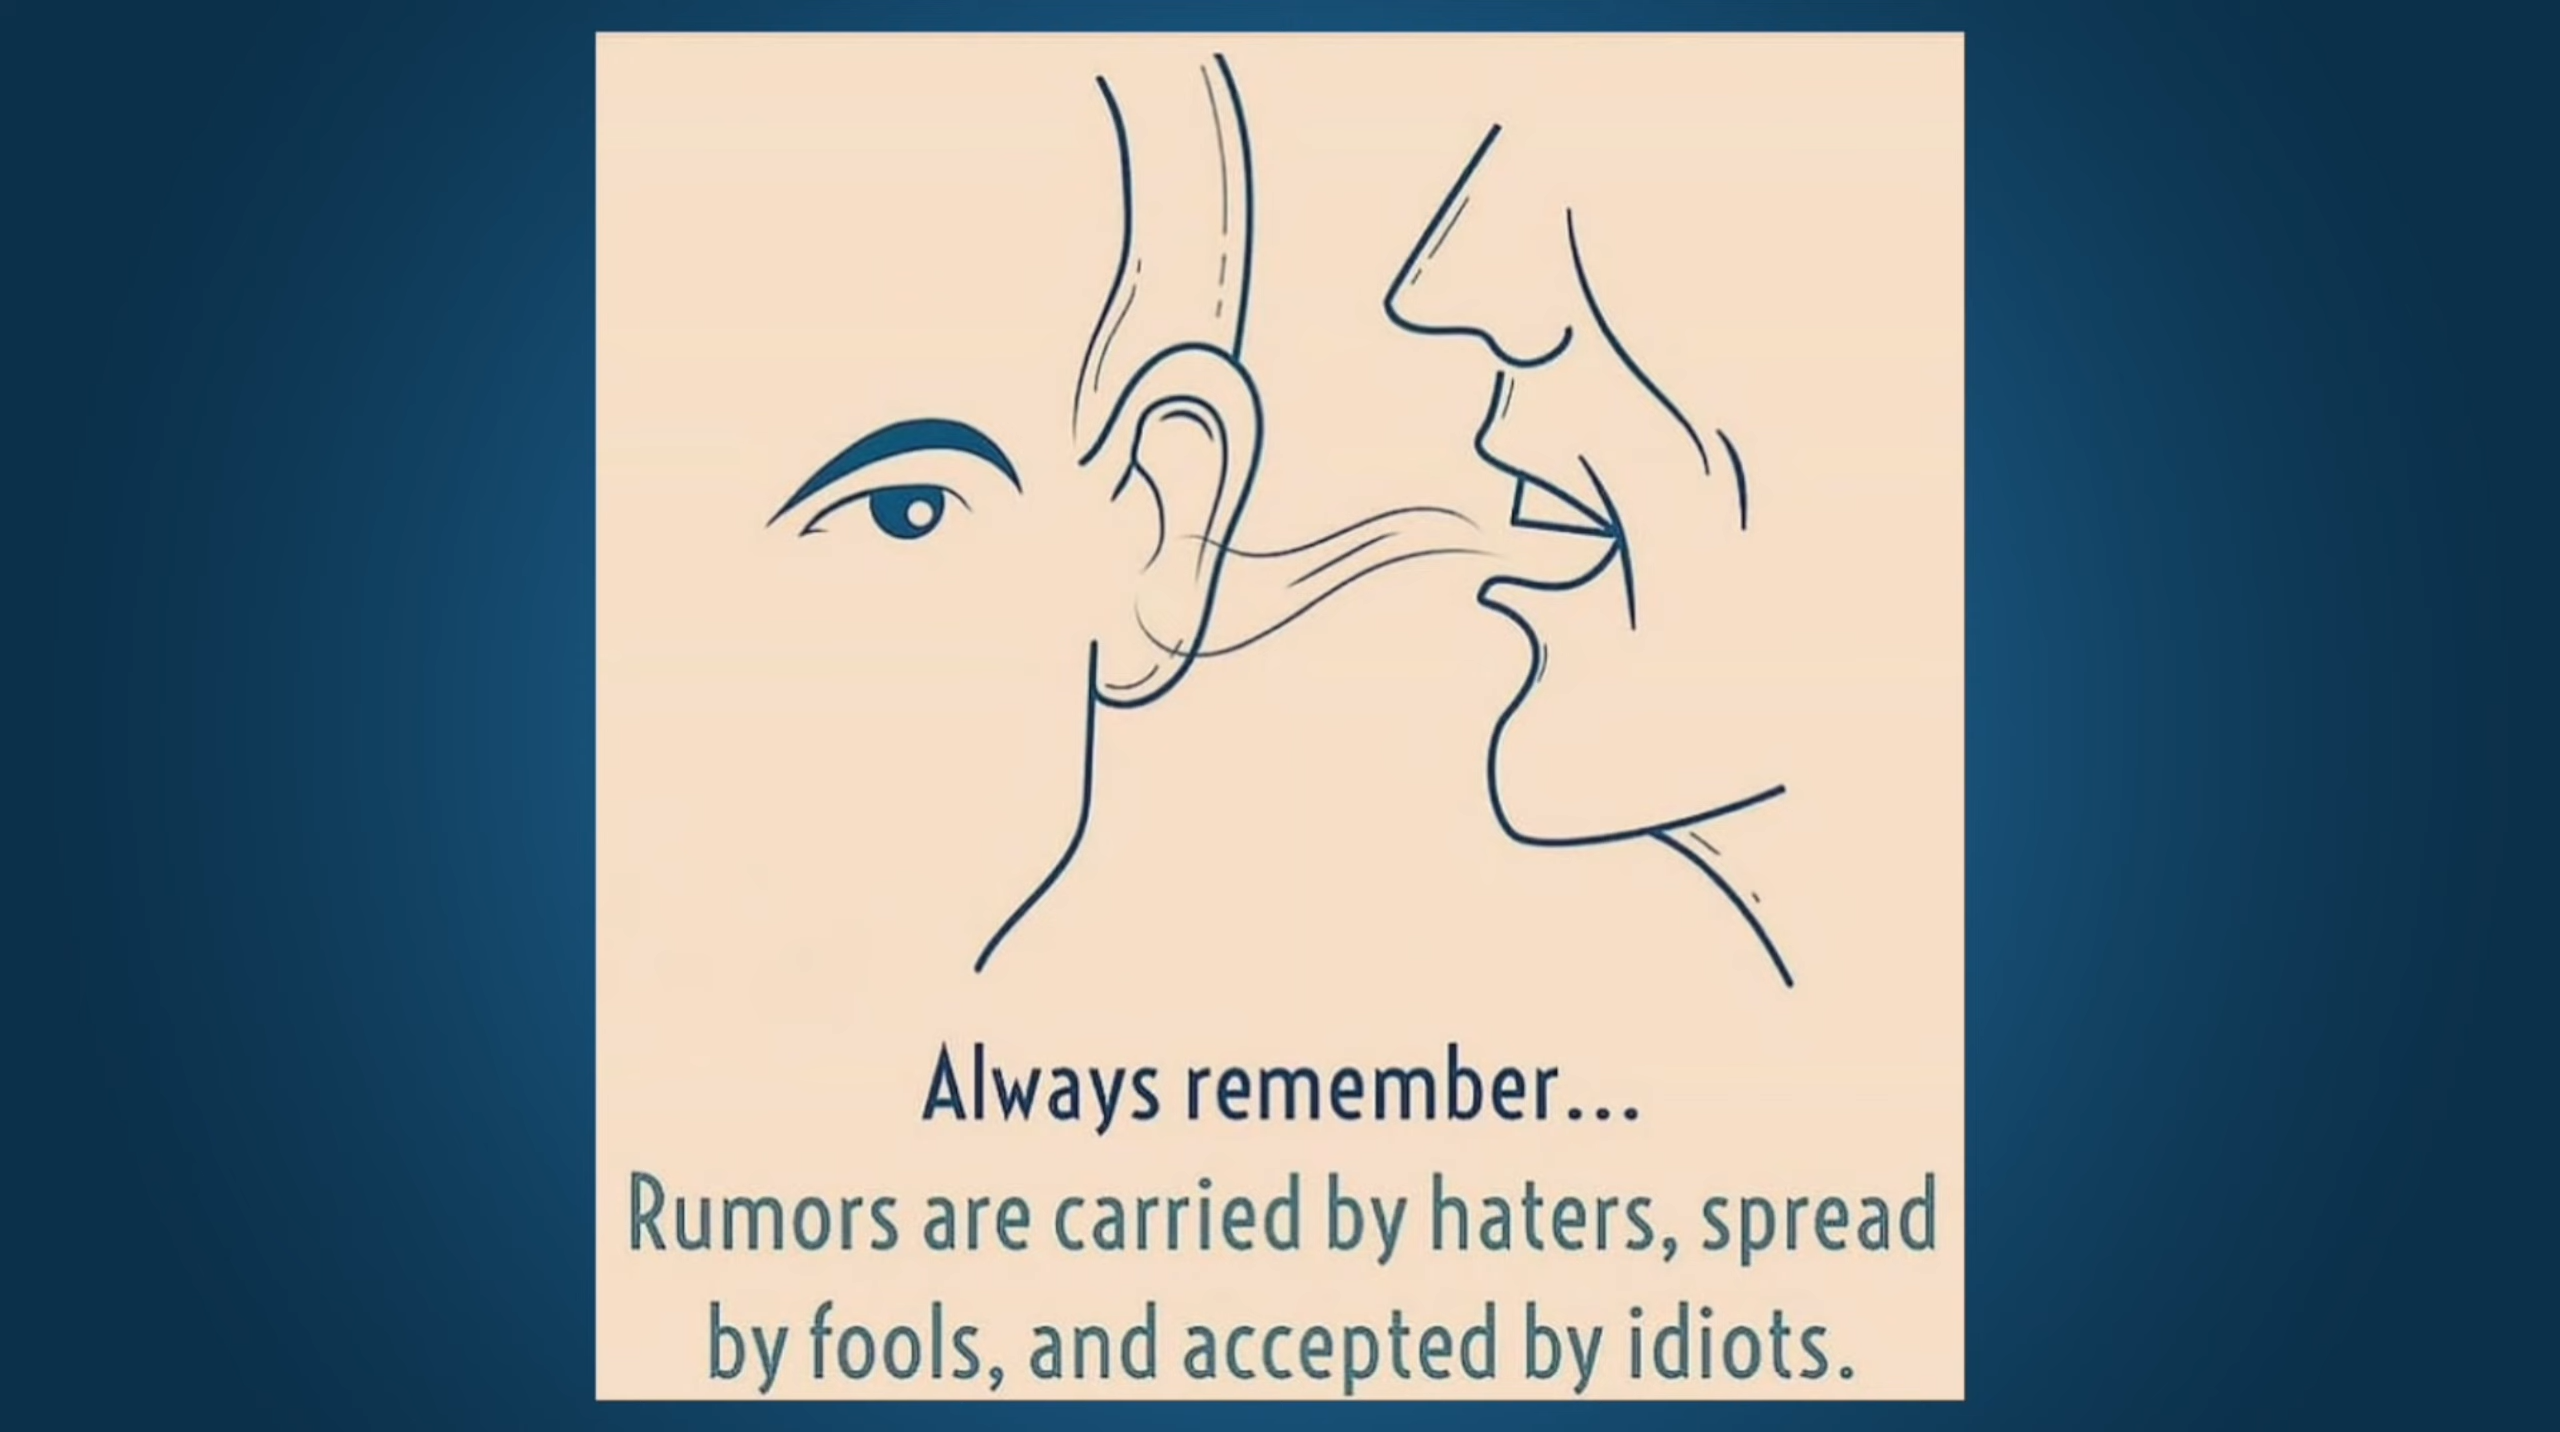 Always remember...
Rumors are carried by haters, spread
by fools, and accepted by idiots.